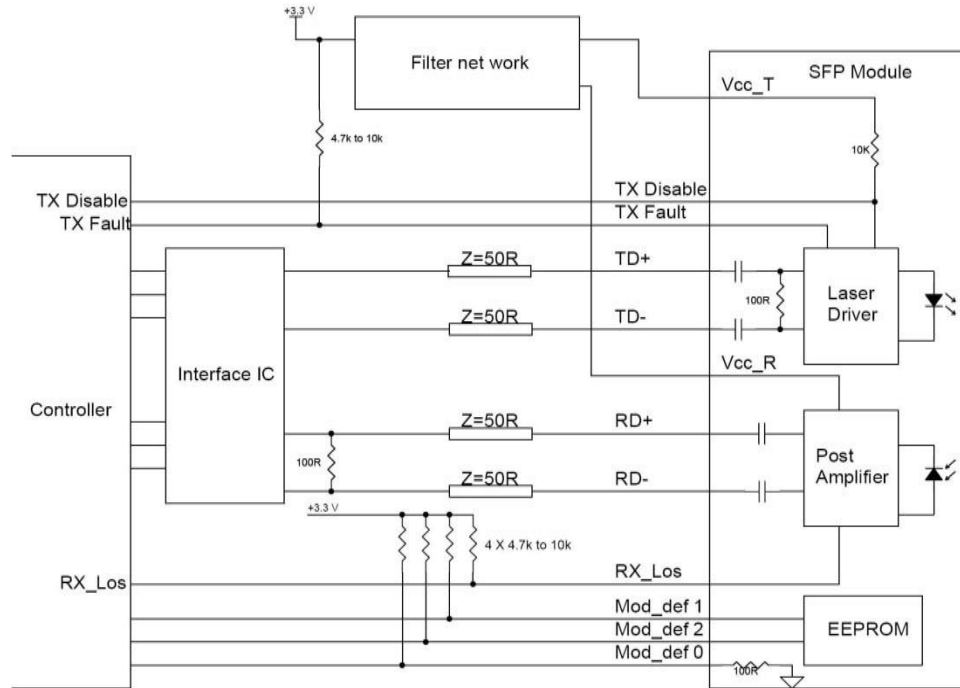 +3.3 V
Filter net work
SFP Module
Vcc_T
4.7k to 10k
10K
TX Disable
TX Disable
TX Fault
TX Fault
Z=50R
TD+
100R
Laser
Driver
Z=50R
TD-
Interface IC
Vcc_R
Controller
Z=50R
RD+
100R
Post
Amplifier
Z=50R
RD-
+3.3 V
4 X 4.7k to 10k
RX_Los
RX_Los
Mod_def 1
EEPROM
Mod_def 2
Mod_def 0
100R